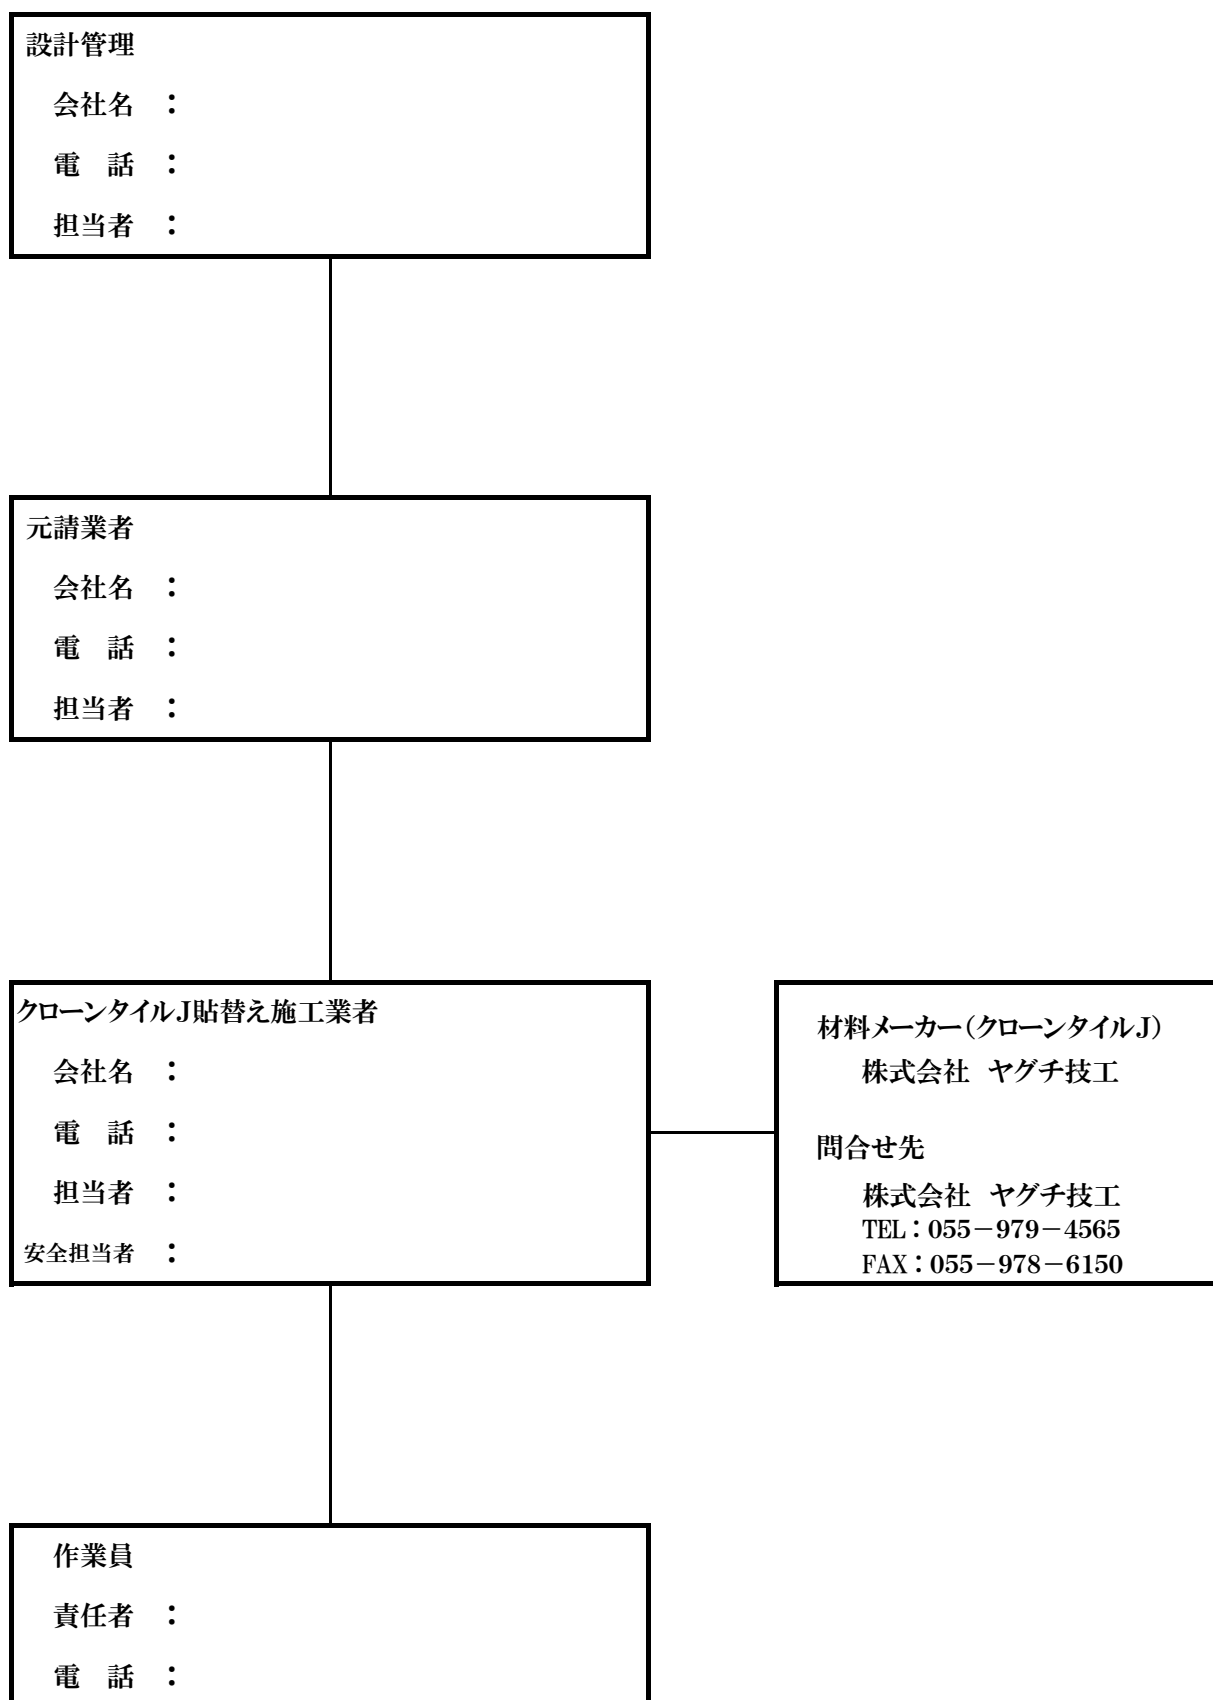 設計管理
会社名　：
電　話　：
担当者　：
元請業者
会社名　：
電　話　：
担当者　：
クローンタイルJ貼替え施工業者
会社名　：
電　話　：
担当者　：
安全担当者　：
材料メーカー（クローンタイルJ）
株式会社　ヤグチ技工
問合せ先
株式会社　ヤグチ技工
TEL：055－979－4565
FAX：055－978－6150
作業員
責任者　：
電　話　：